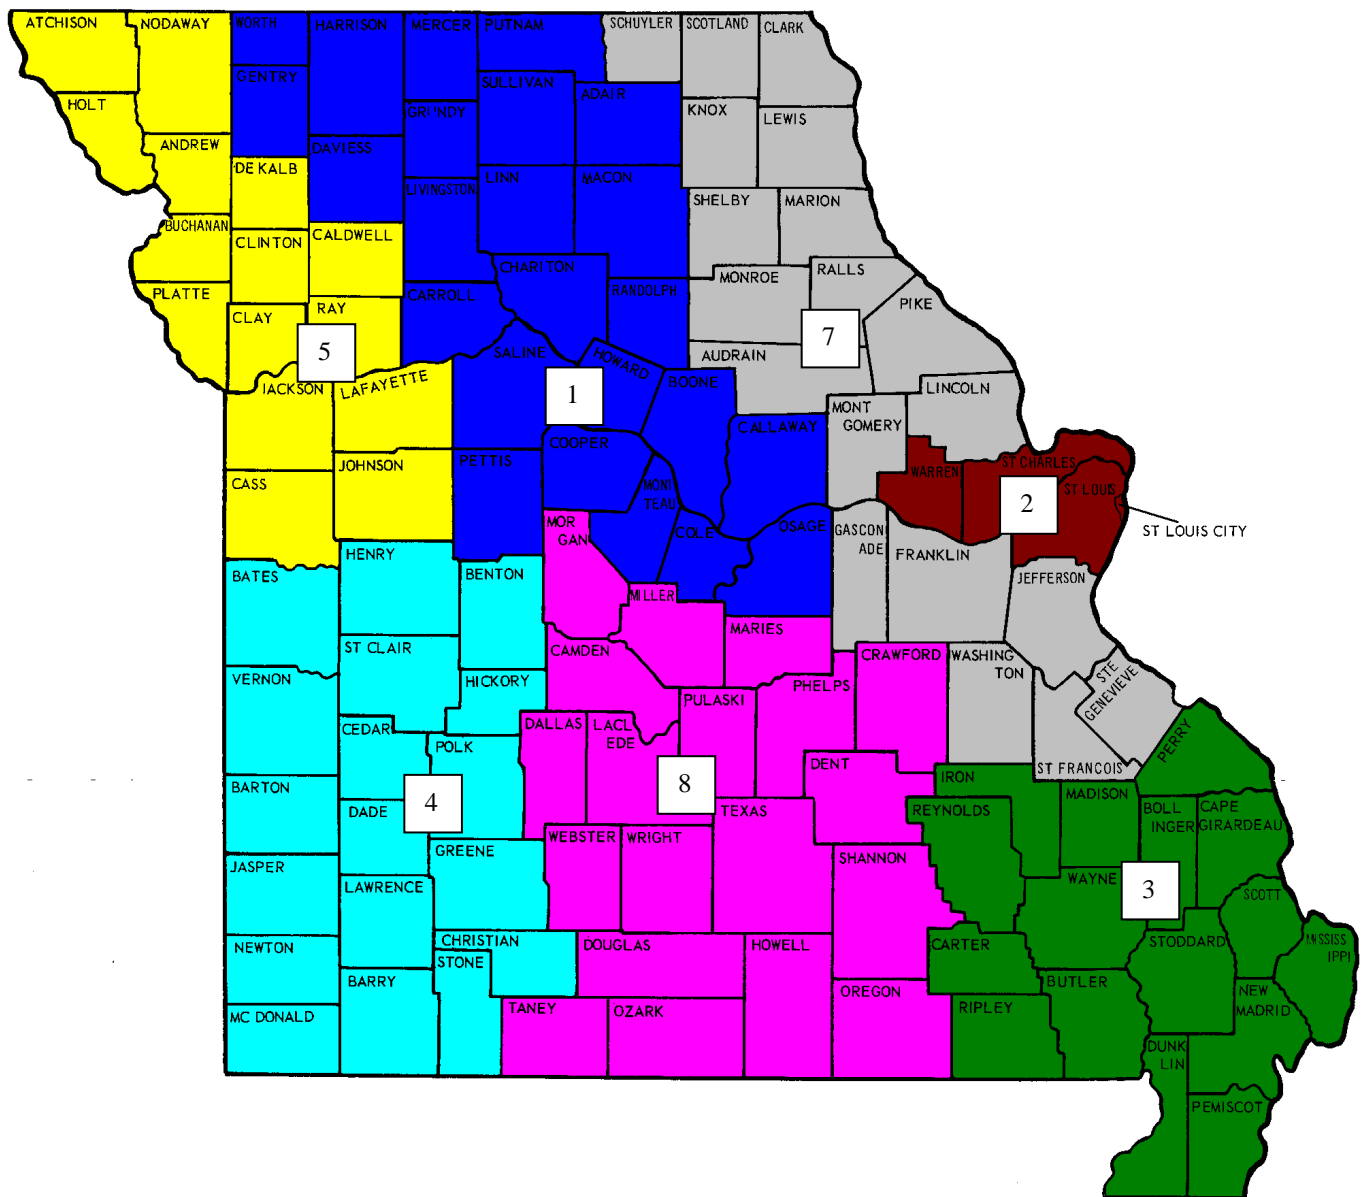 ATCHISON
NODAWAY
WORTH
HARRISON
MERCER
PUTNAM
SCHUYLER
SCOTLAND
CLARK
GENTRY
SULLIVAN
ADAIR
HOLT
GRUNDY
KNOX
LEWIS
ANDREW
DAVIESS
DE KALB
LIVINGSTON
LINN
MACON
SHELBY
MARION
BUCHANAN
CLINTON
CALDWELL
CHARITON
MONROE
RALLS
PLATTE
CARROLL
RANDOLPH
PIKE
CLAY
RAY
5
7
SALINE
HOWARD
AUDRAIN
JACKSON
LAFAYETTE
1
BOONE
LINCOLN
MONT
GOMERY
CALLAWAY
COOPER
JOHNSON
PETTIS
WARREN
ST CHARLES
CASS
MONI
TEAU
2
ST LOUIS
ST LOUIS CITY
MOR
GAN
COLE
OSAGE
GASCON
ADE
FRANKLIN
HENRY
BATES
BENTON
JEFFERSON
MILLER
MARIES
ST CLAIR
CAMDEN
CRAWFORD
WASHING
TON
STE
GENEVIEVE
VERNON
HICKORY
PULASKI
PHELPS
CEDAR
POLK
DALLAS
LACL
EDE
PERRY
DENT
ST FRANCOIS
IRON
BARTON
4
8
MADISON
DADE
TEXAS
REYNOLDS
BOLL
INGER
CAPE
GIRARDEAU
GREENE
WEBSTER
WRIGHT
SHANNON
JASPER
LAWRENCE
WAYNE
3
SCOTT
NEWTON
CHRISTIAN
DOUGLAS
HOWELL
CARTER
STODDARD
MISSISS
IPPI
STONE
BARRY
OREGON
BUTLER
NEW
MADRID
MC DONALD
TANEY
OZARK
RIPLEY
DUNK
LIN
PEMISCOT